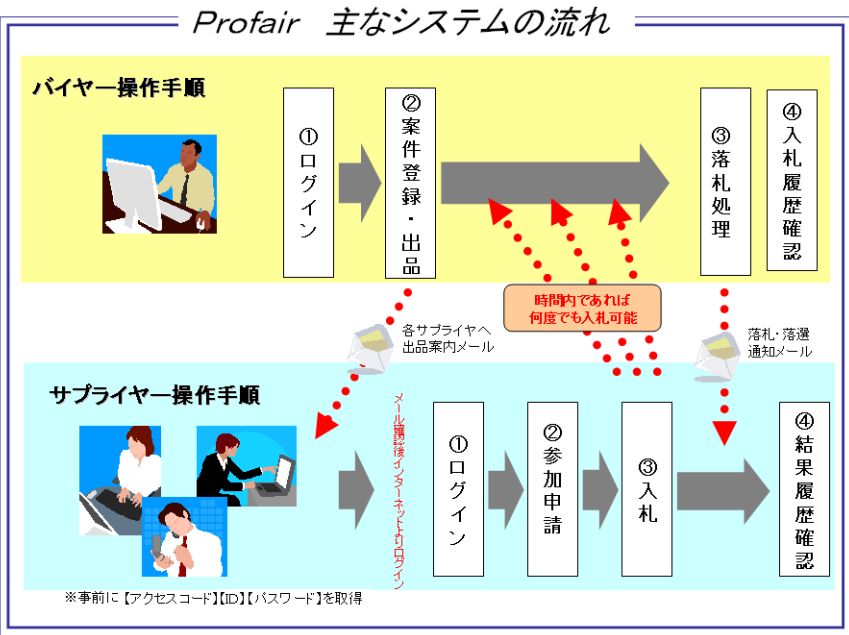 Profair　主なシステムの流れ
バイヤー操作手順
①ログイン
②案件登録・出品
③落札処理
④入札履歴確認
時間内であれば
何度でも入札可能
各サプライヤへ
出品案内メール
落札・落選
通知メール
サプライヤー操作手順
メール確認後インターネットよりログイン
①ログイン
②参加申請
③入札
④結果履歴確認
※事前に【アクセスコード】【ID】【パスワード】を取得